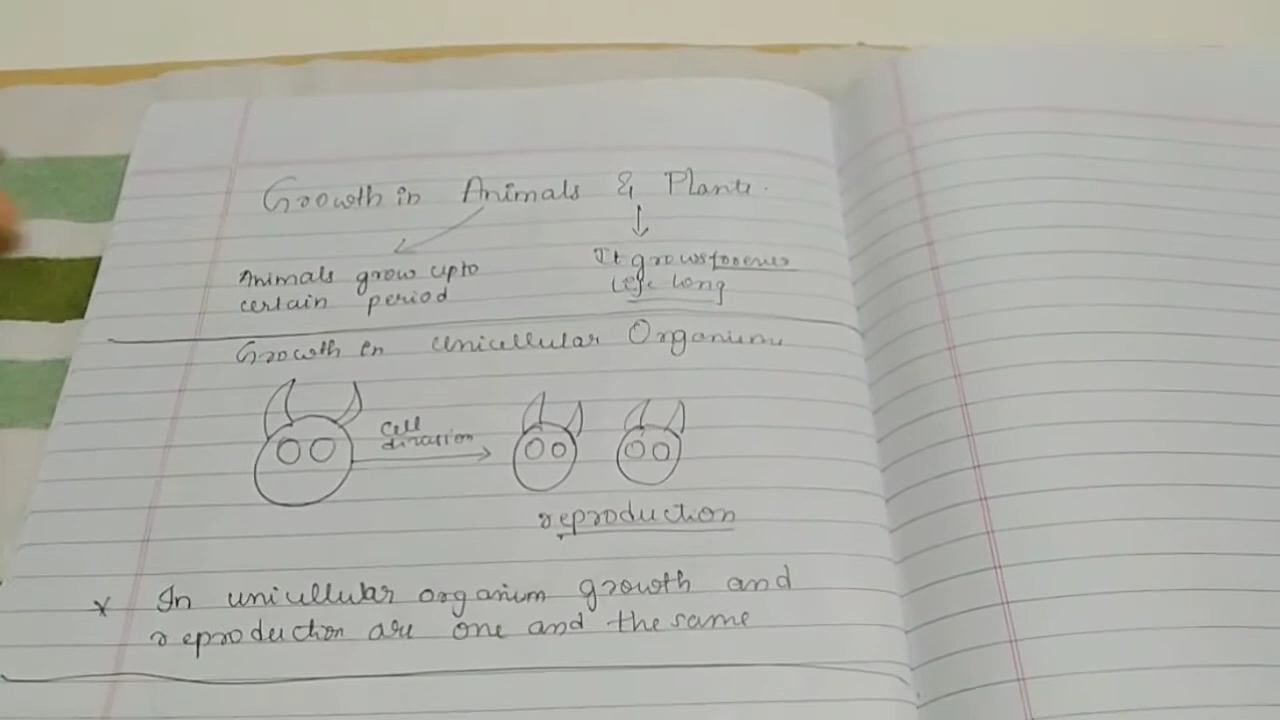 Growth in Animals & Plants.
Animals grow upto
certain period
It grows forever
Life long
Growth in Unicellular Organism
Cell
division
reproduction
x In unicellular organism growth and
reproduction are one and the same